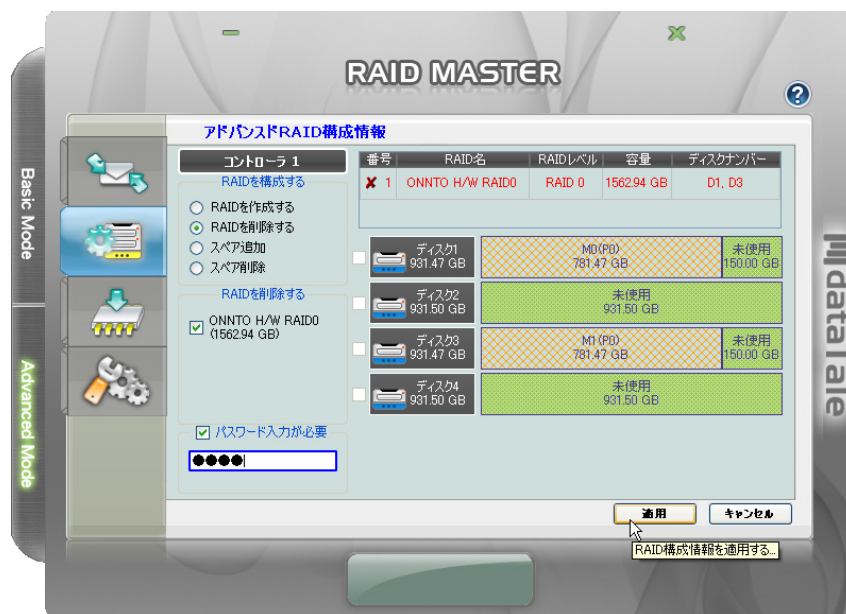 RAID MASTER
?
Basic Mode
Advanced Mode
dataTale
アドバンスドRAID構成情報
コントローラ 1
RAIDを構成する
RAIDを作成する
RAIDを削除する
スペア追加
スペア削除
RAIDを削除する
ONNTO H/W RAID0
(1562.94 GB)
パスワード入力が必要
●●●●
番号 RAID名 RAIDレベル 容量 ディスクナンバー
1 ONNTO H/W RAID0 RAID 0 1562.94 GB D1, D3
ディスク1 M0(P0) 未使用
931.47 GB 781.47 GB 150.00 GB
ディスク2 未使用
931.50 GB 931.50 GB
ディスク3 M1(P0) 未使用
931.47 GB 781.47 GB 150.00 GB
ディスク4 未使用
931.50 GB 931.50 GB
適用 キャンセル
RAID構成情報を適用する...